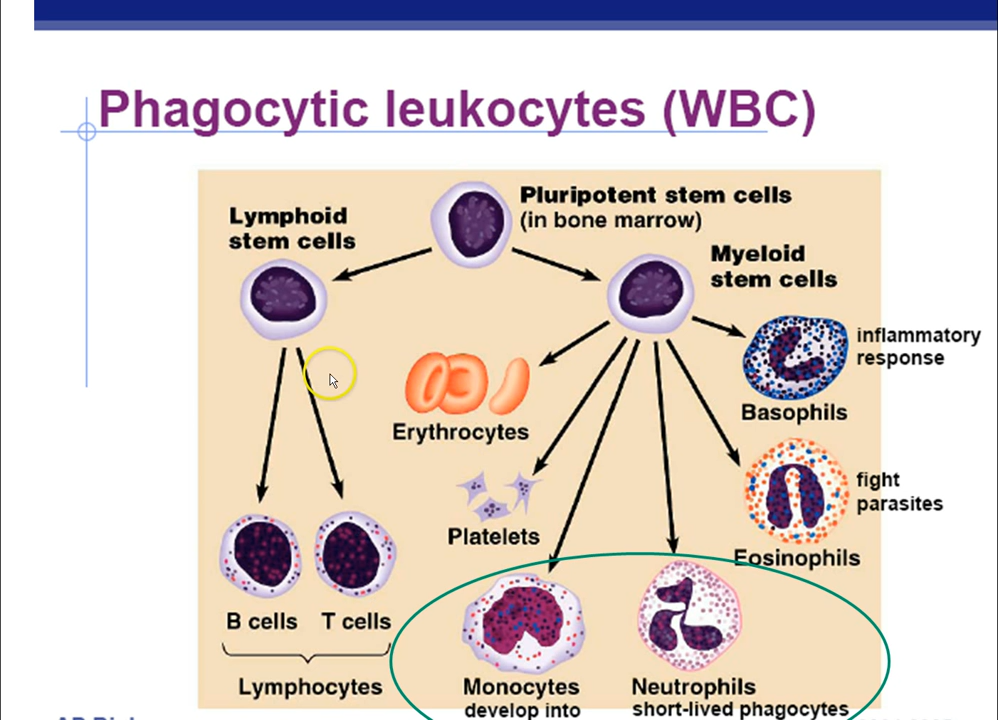 Phagocytic leukocytes (WBC)
Pluripotent stem cells
(in bone marrow)
Lymphoid
stem cells
Myeloid
stem cells
inflammatory
response
Basophils
Erythrocytes
fight
parasites
Platelets
Eosinophils
B cells
T cells
Lymphocytes
Monocytes
develop into
Neutrophils
short-lived phagocytes